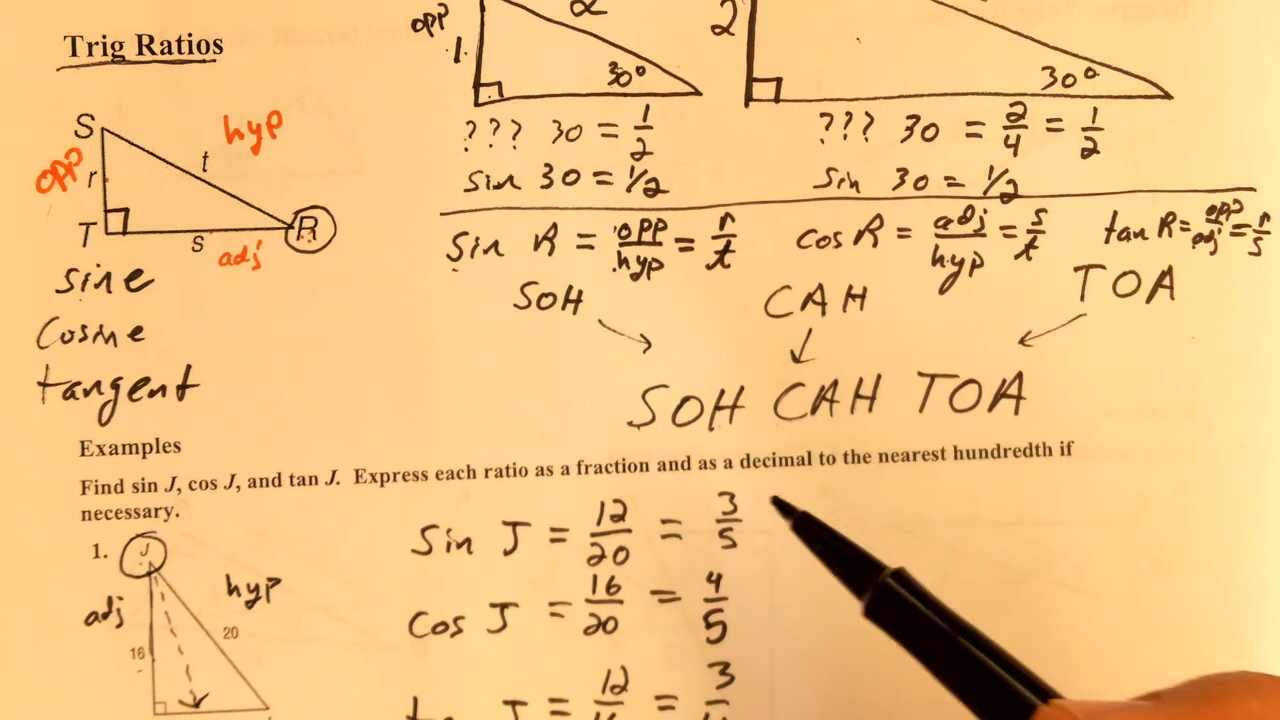 Trig Ratios
opp
1
30°
2
30°
S
hyp
opp
r
t
T
s
R
adj
??? 30 = 1/2
??? 30 = 2/4 = 1/2
Sin 30 = 1/2
Sin 30 = 1/2
Sin R = opp/hyp = r/t
cos R = adj/hyp = s/t
tan R = opp/adj = r/s
sine
SOH
CAH
TOA
Cosine
tangent
SOH CAH TOA
Examples
Find sin J, cos J, and tan J. Express each ratio as a fraction and as a decimal to the nearest hundredth if
necessary.
1.
J
Sin J = 12/20 = 3/5
adj
hyp
cos J = 16/20 = 4/5
20
16
J = 12 = 3